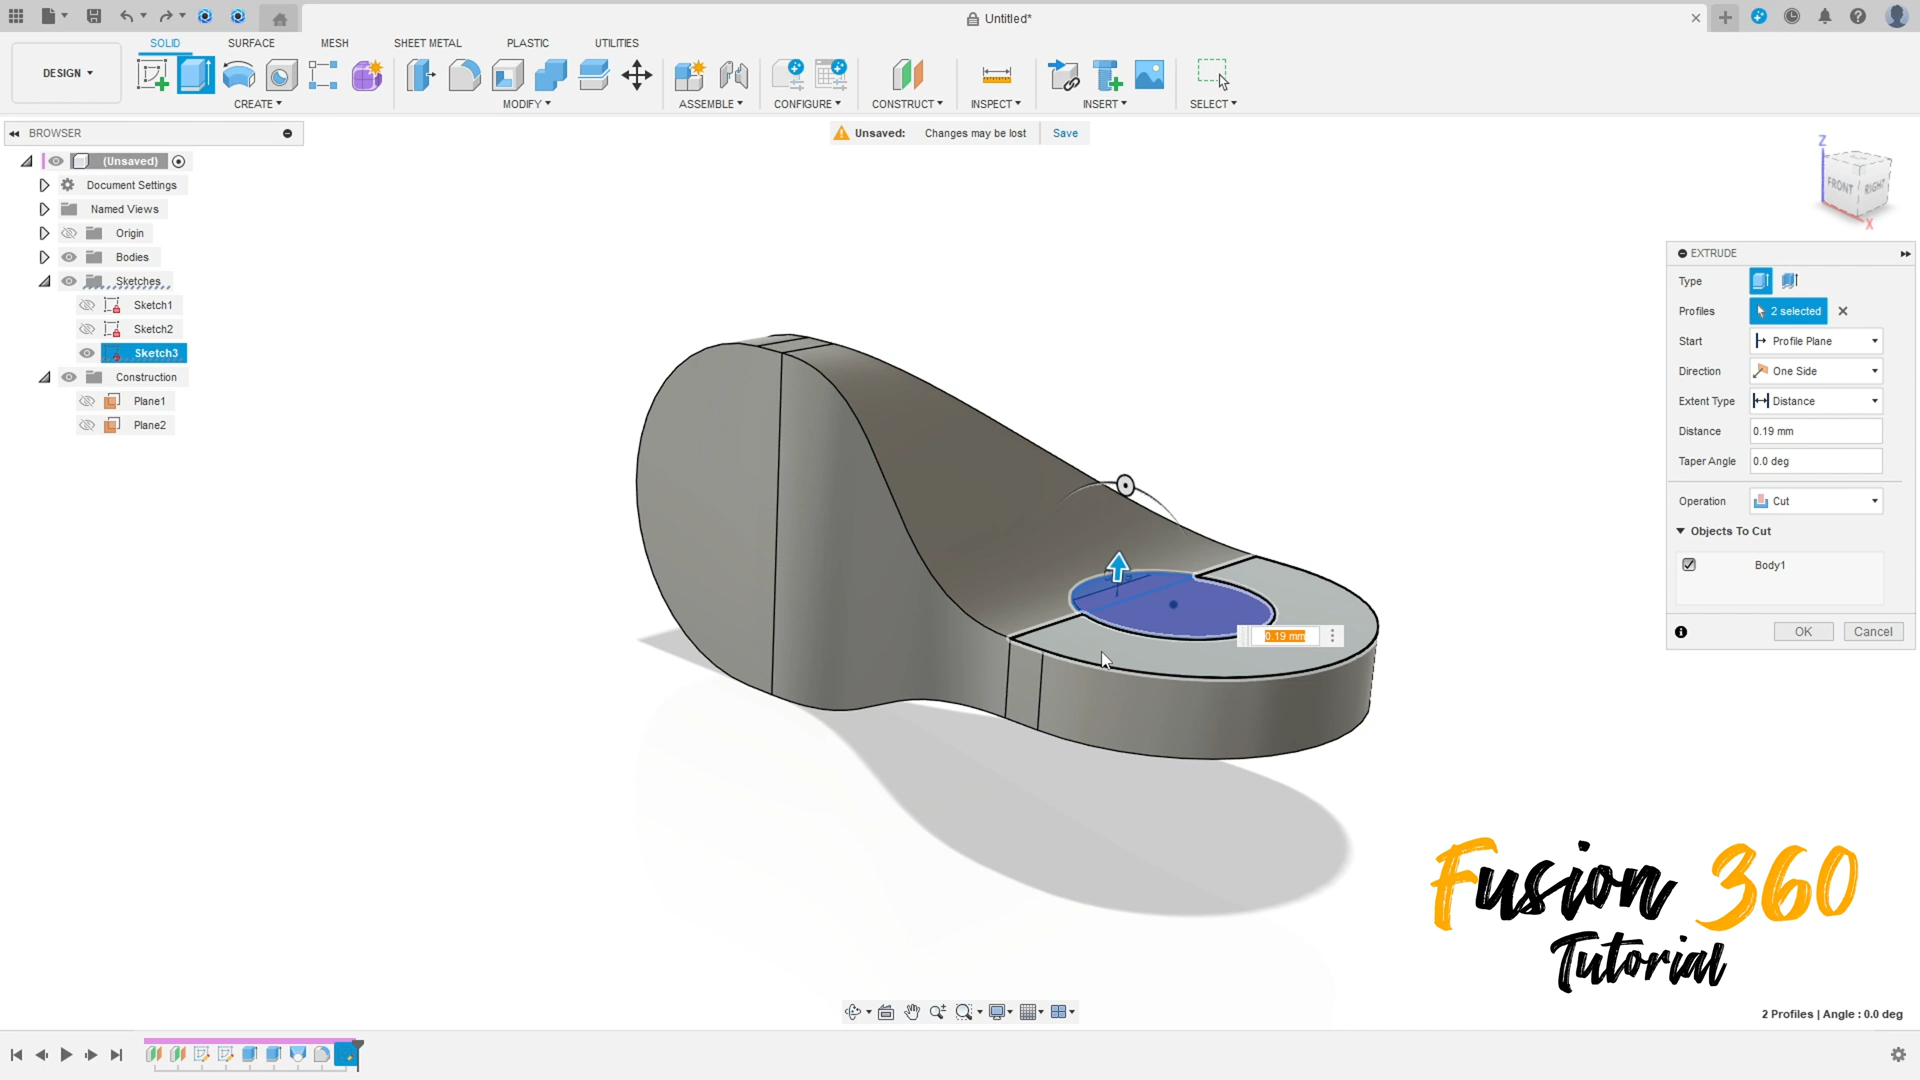 Untitled*
DESIGN
SOLID
SURFACE
MESH
SHEET METAL
PLASTIC
UTILITIES
CREATE
MODIFY
ASSEMBLE
CONFIGURE
CONSTRUCT
INSPECT
INSERT
SELECT
BROWSER
Unsaved: Changes may be lost Save
(Unsaved)
Document Settings
Named Views
Origin
Bodies
Sketches
Sketch1
Sketch2
Sketch3
Construction
Plane1
Plane2
Z
FRONT
RIGHT
X
EXTRUDE
Type
Profiles 2 selected
Start Profile Plane
Direction One Side
Extent Type Distance
Distance 0.19 mm
Taper Angle 0.0 deg
Operation Cut
Objects To Cut
Body1
OK Cancel
0.19 mm
Fusion 360
Tutorial
2 Profiles | Angle : 0.0 deg